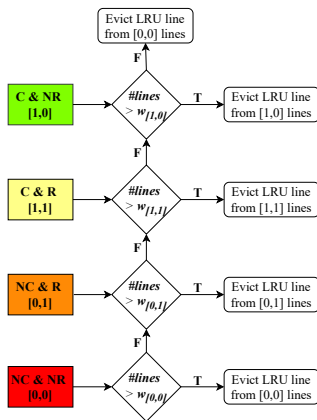 Evict LRU line
from [0,0] lines
F
C & NR
[1,0]
#lines
> w[1,0]
T
Evict LRU line
from [1,0] lines
F
C & R
[1,1]
#lines
> w[1,1]
T
Evict LRU line
from [1,1] lines
F
NC & R
[0,1]
#lines
> w[0,1]
T
Evict LRU line
from [0,1] lines
F
NC & NR
[0,0]
#lines
> w[0,0]
T
Evict LRU line
from [0,0] lines